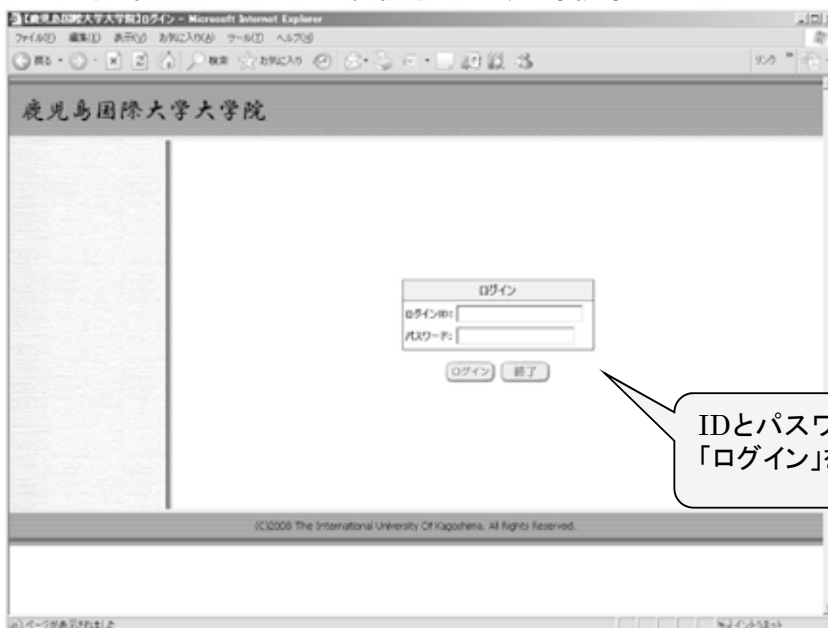 【鹿児島国際大学大学院】ログイン - Microsoft Internet Explorer
ファイル(F) 編集(E) 表示(V) お気に入り(A) ツール(T) ヘルプ(H)
戻る 検索 お気に入り リンク
鹿児島国際大学大学院
ログイン
ログインID:
パスワード:
ログイン 終了
IDとパスワ
「ログイン」を
(C)2008 The International University Of Kagoshima. All Rights Reserved.
ページが表示されました イントラネット